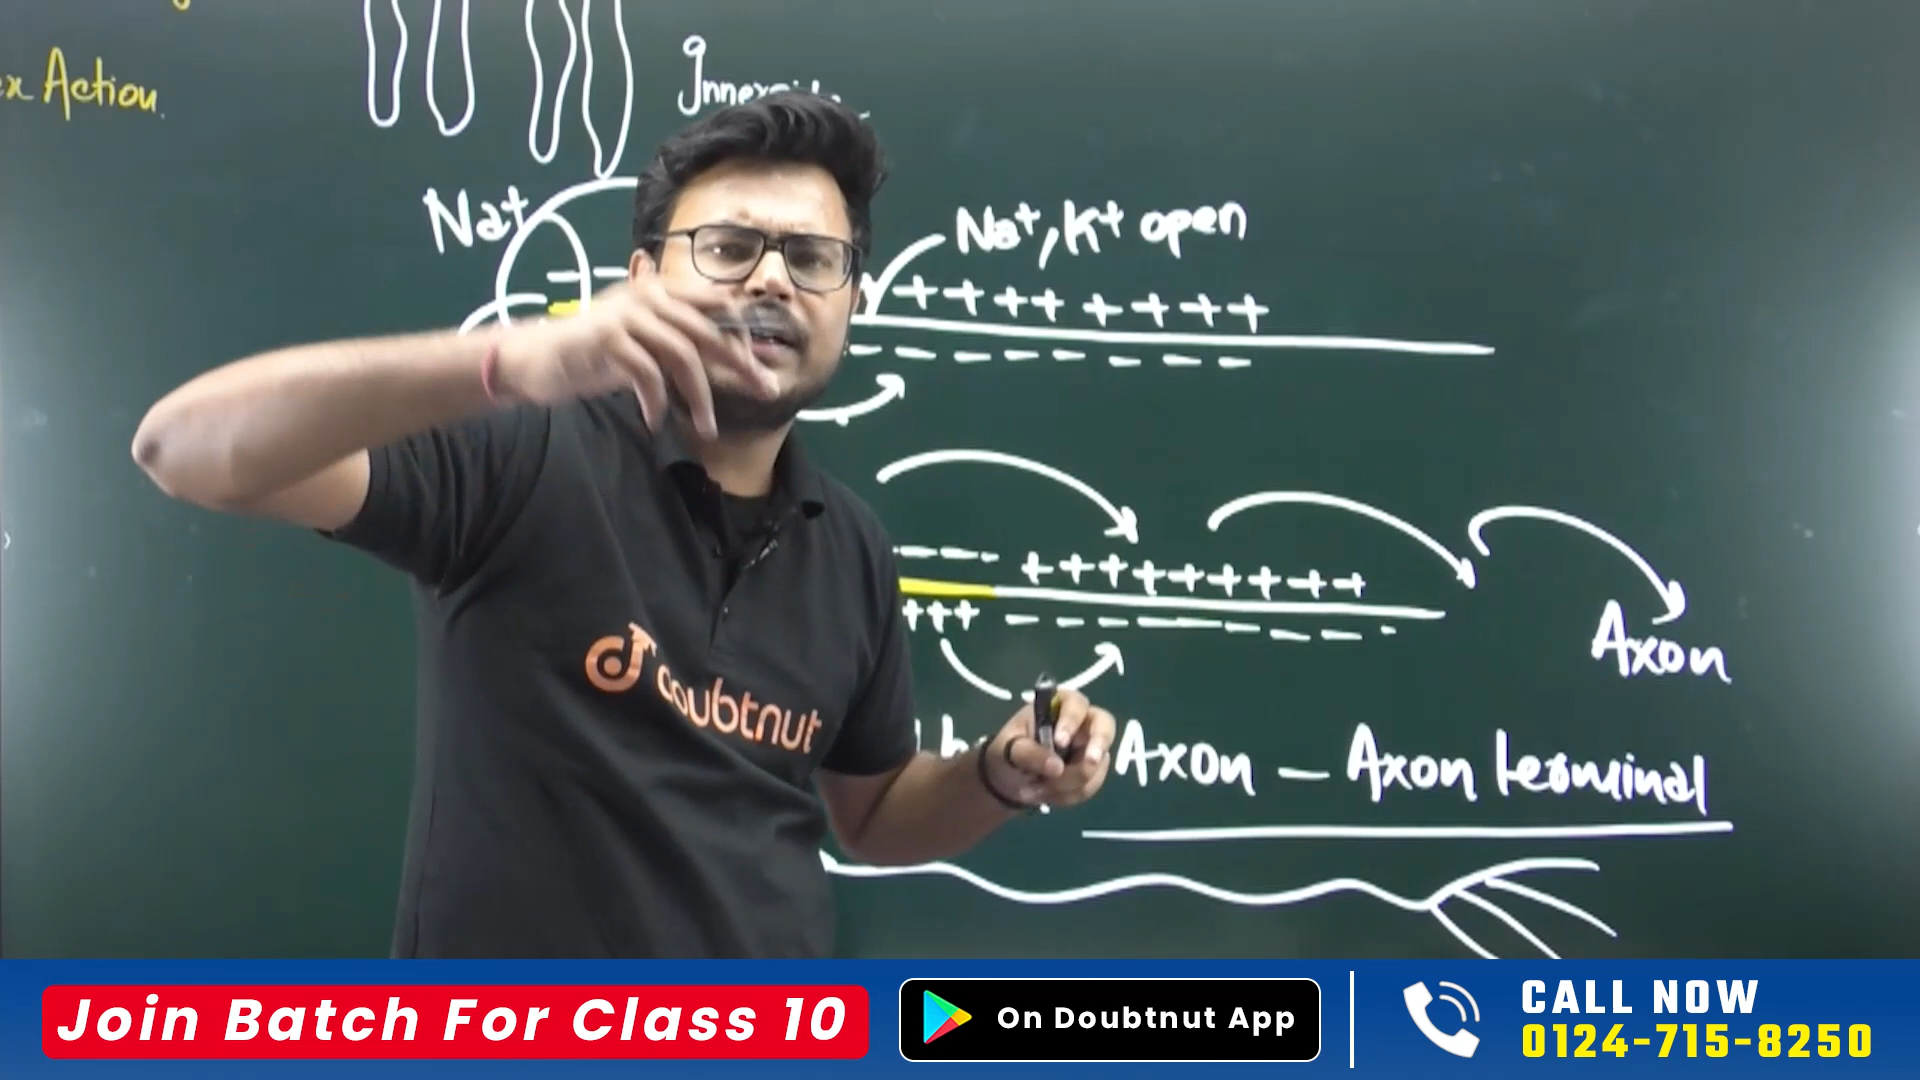 Action.
Na+
Na+, K+ open
+ + + + + + + +
- - - - - - - -
- - - + + + + + + + +
+ + + - - - - - - - -
Axon
Axon — Axon terminal
doubtnut
Join Batch For Class 10
On Doubtnut App
CALL NOW
0124-715-8250